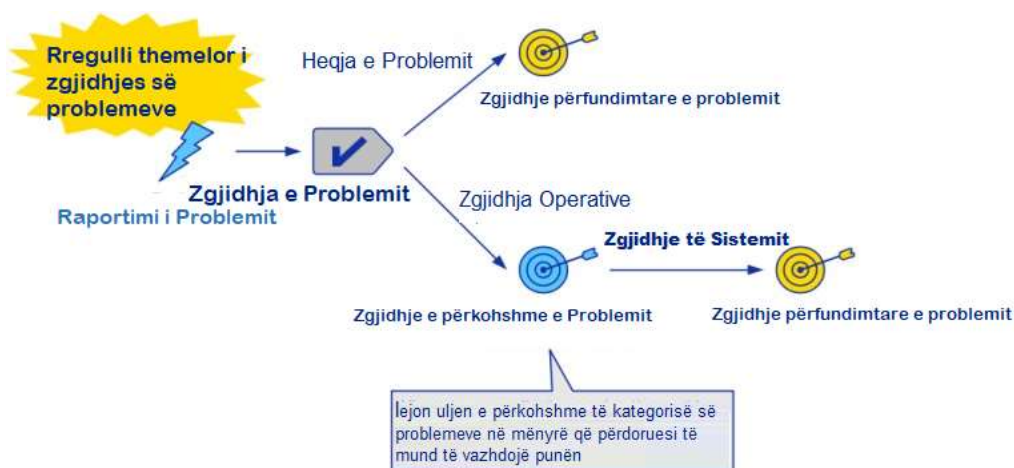 Rregulli themelor i
zgjidhjes së
problemeve
Heqja e Problemit
Zgjidhje përfundimtare e problemit
Zgjidhja e Problemit
Raportimi i Problemit
Zgjidhja Operative
Zgjidhje të Sistemit
Zgjidhje e përkohshme e Problemit
Zgjidhje përfundimtare e problemit
lejon uljen e përkohshme të kategorisë së
problemeve në mënyrë që përdoruesi të
mund të vazhdojë punën